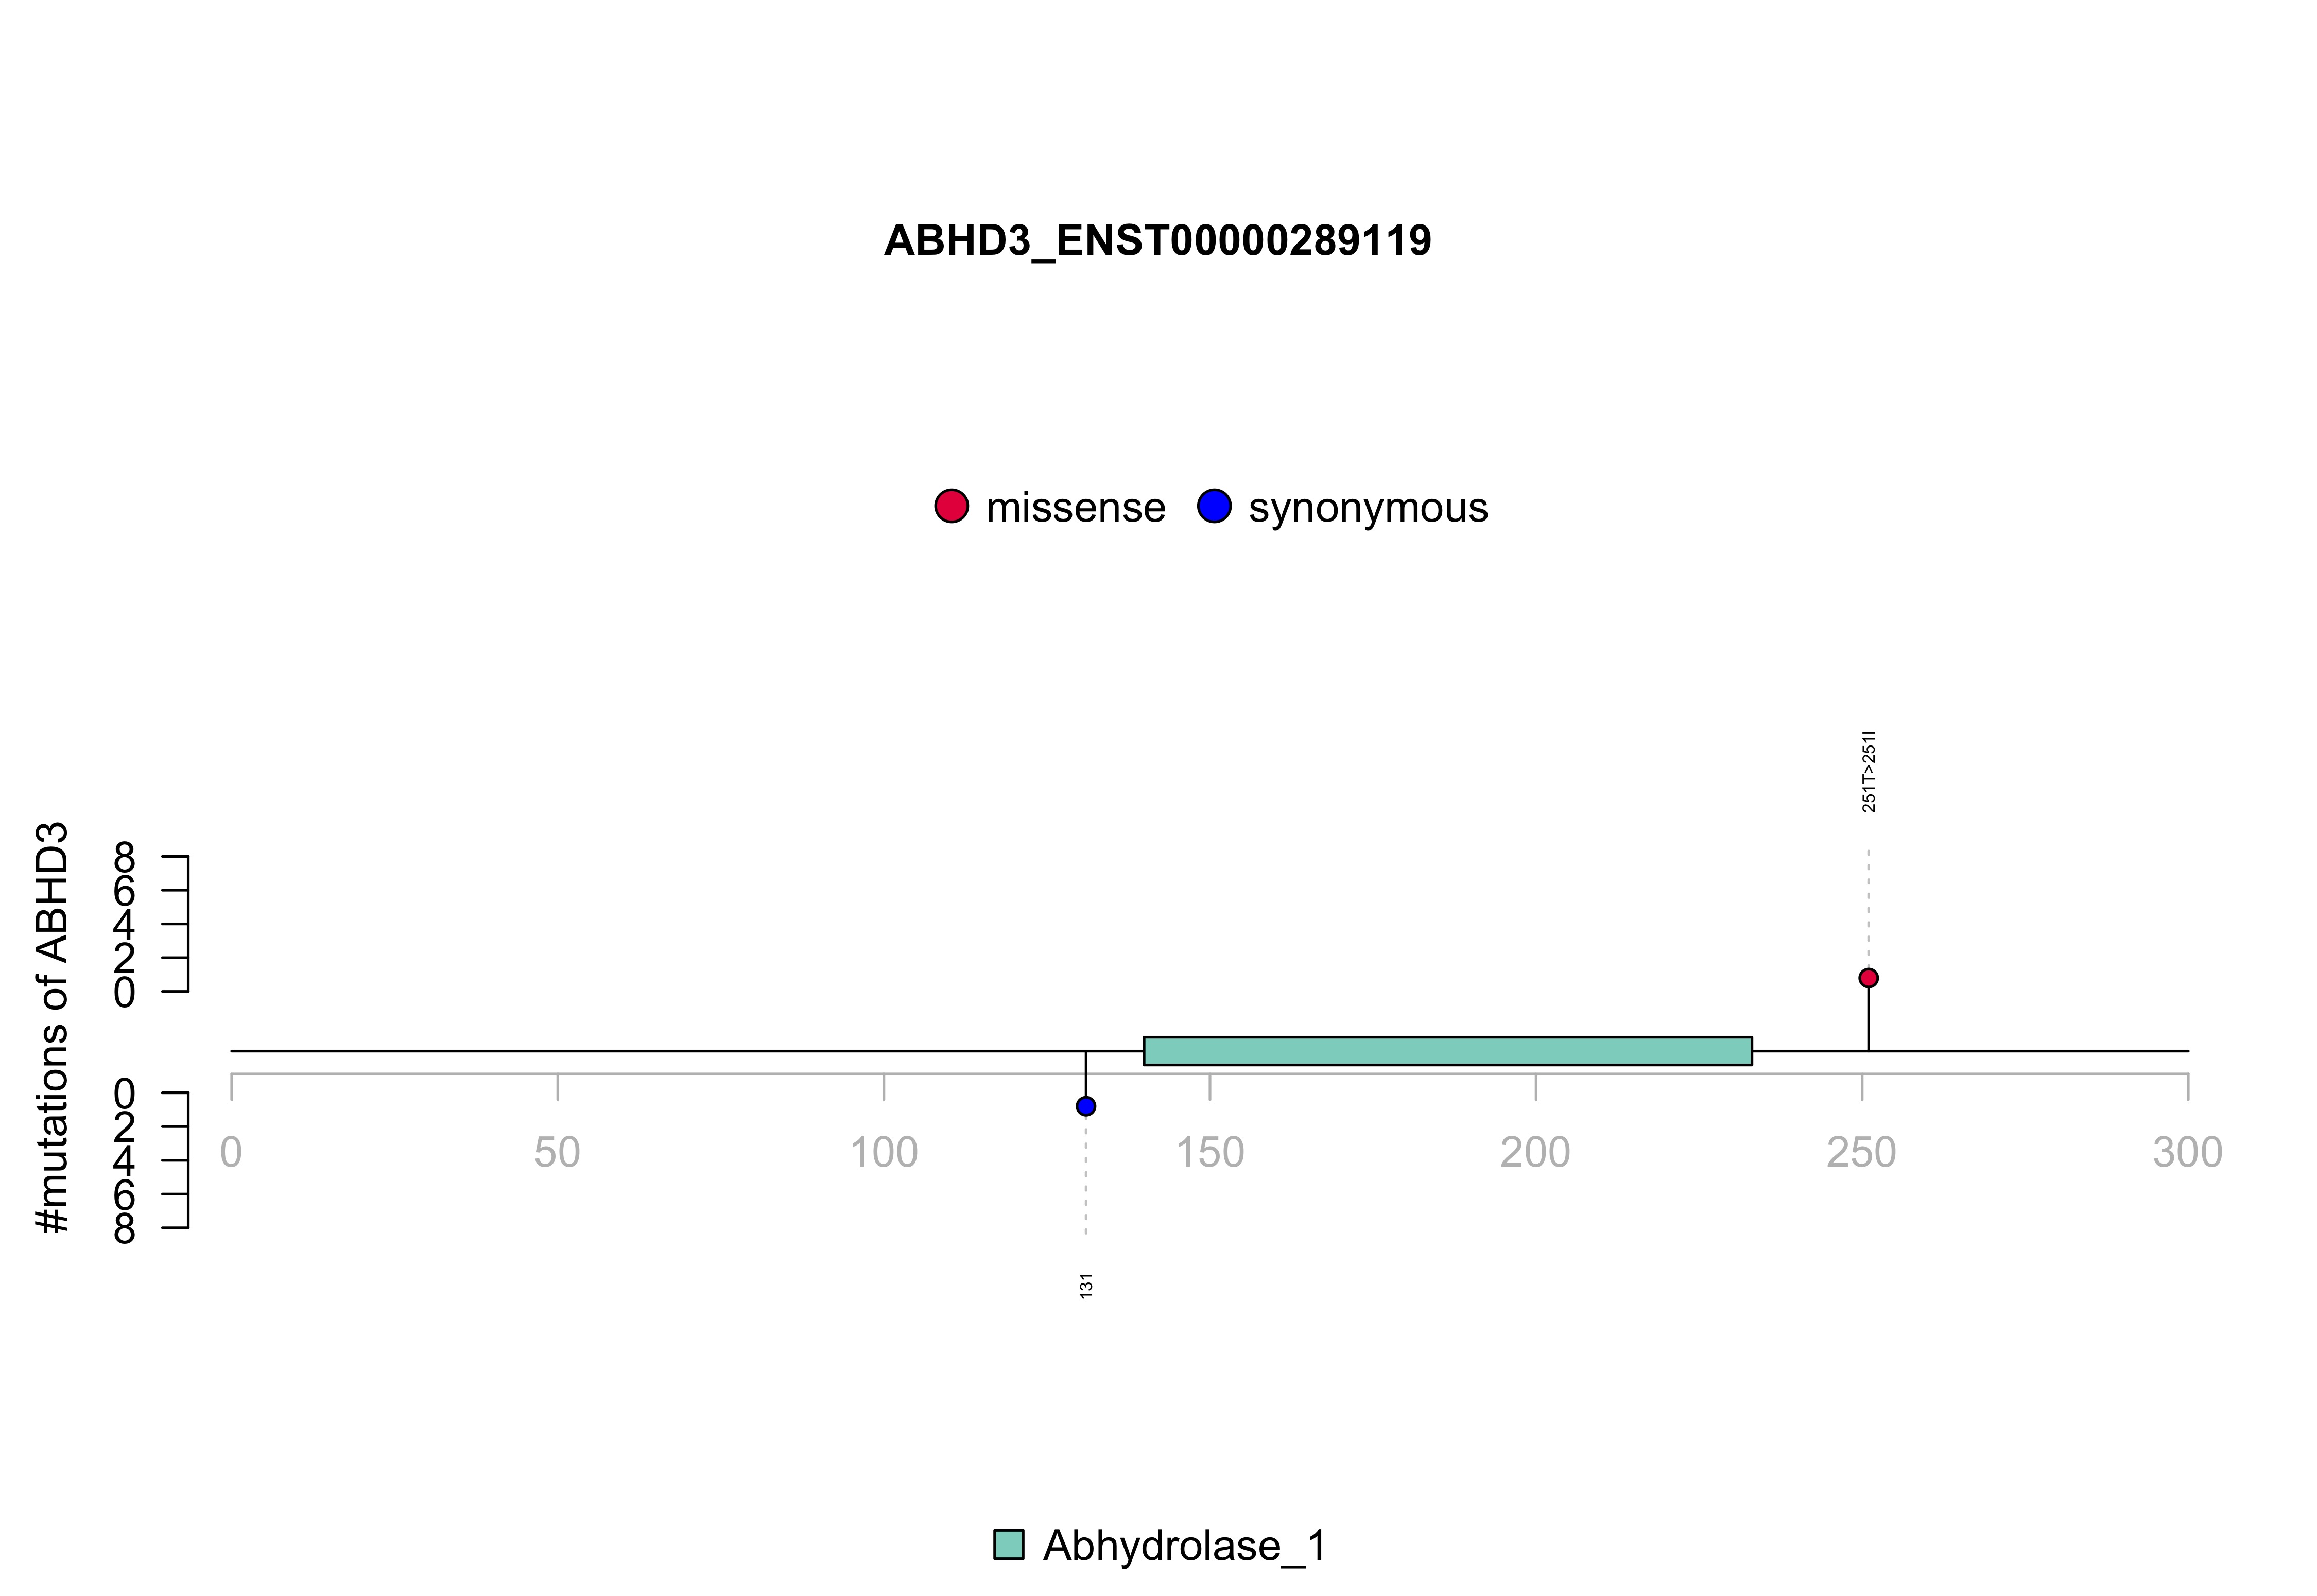 ABHD3_ENST00000289119
missense synonymous
251T>251I
#mutations of ABHD3
8
6
4
2
0
0
2
4
6
8
0 50 100 150 200 250 300
131
Abhydrolase_1